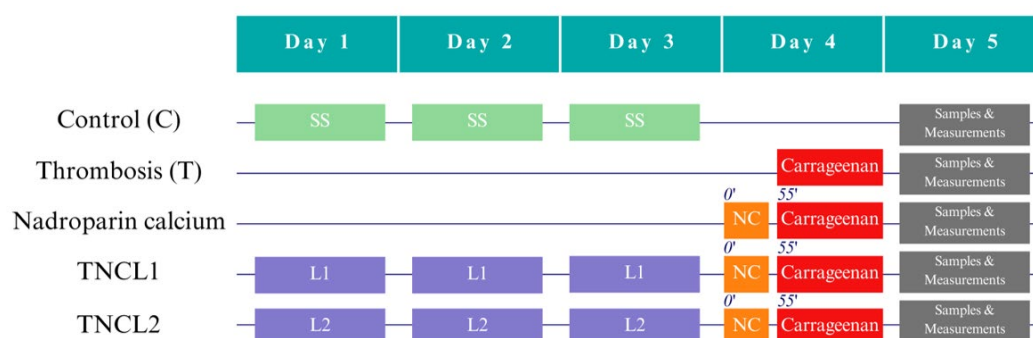 Day 1 Day 2 Day 3 Day 4 Day 5
Control (C) SS SS SS Samples & Measurements
Thrombosis (T) Carrageenan Samples & Measurements
0' 55'
Nadroparin calcium NC Carrageenan Samples & Measurements
0' 55'
TNCL1 L1 L1 L1 NC Carrageenan Samples & Measurements
0' 55'
TNCL2 L2 L2 L2 NC Carrageenan Samples & Measurements